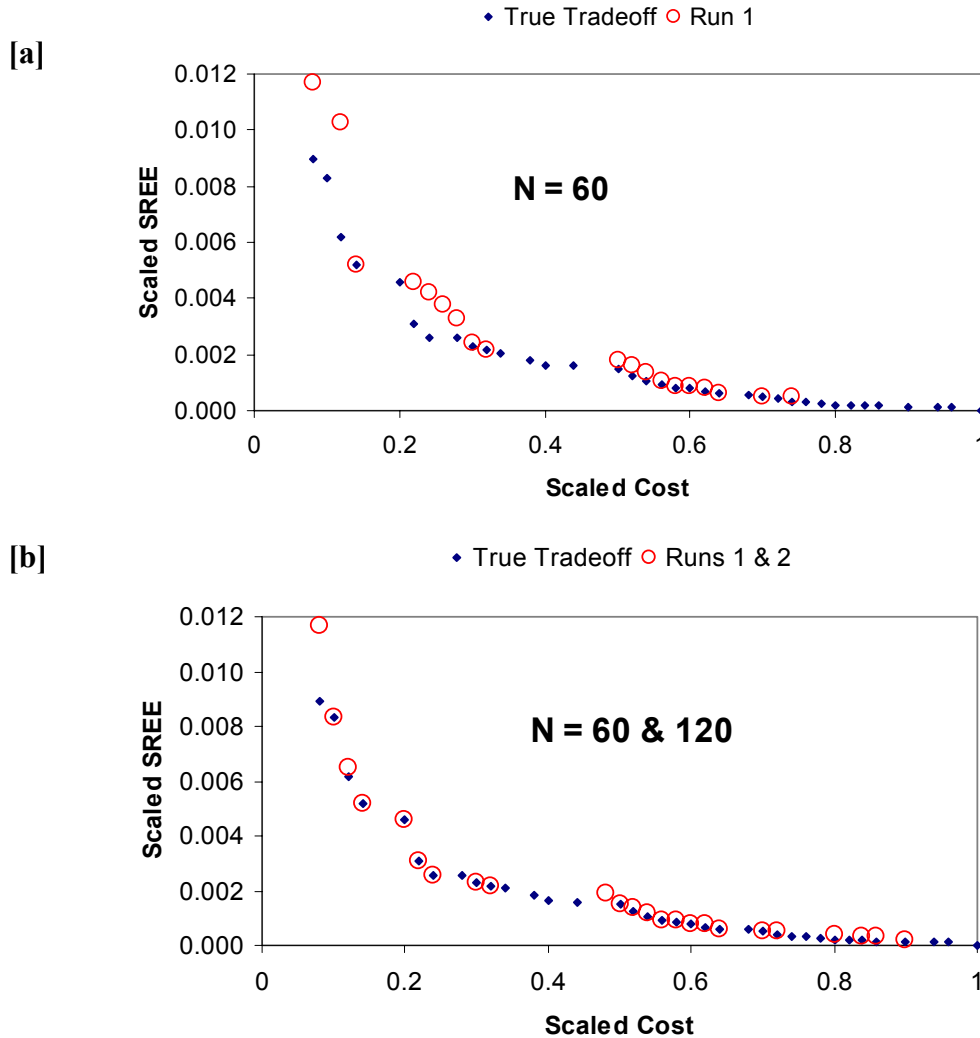 True Tradeoff Run 1
[a]
0.012
0.010
0.008
0.006
0.004
0.002
0.000
Scaled SREE
N = 60
0 0.2 0.4 0.6 0.8 1
Scaled Cost
[b]
True Tradeoff Runs 1 & 2
0.012
0.010
0.008
0.006
0.004
0.002
0.000
Scaled SREE
N = 60 & 120
0 0.2 0.4 0.6 0.8 1
Scaled Cost